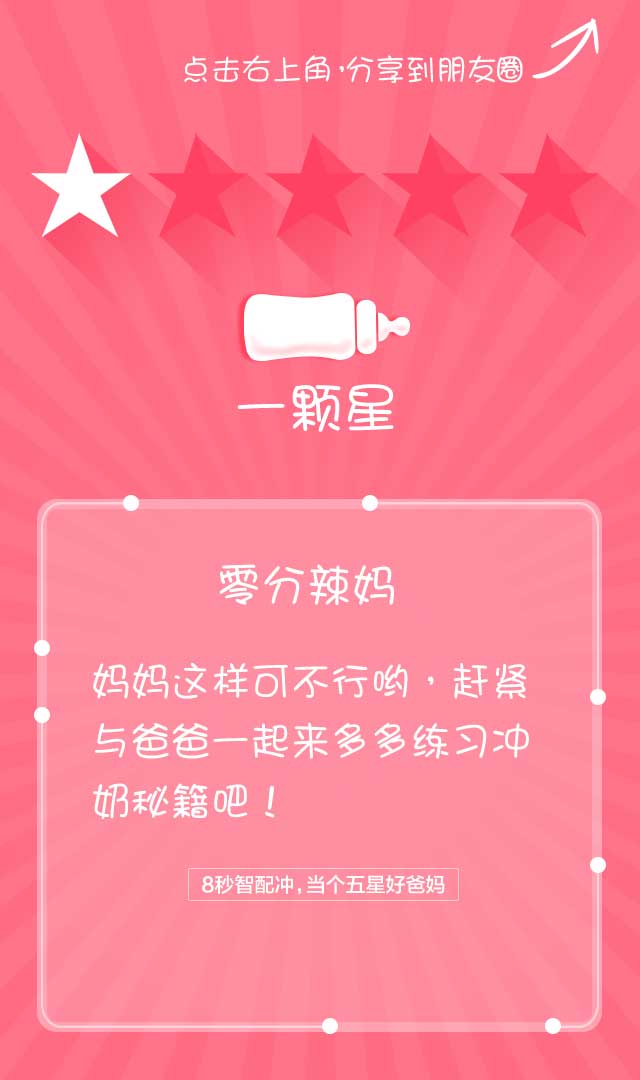 点击右上角，分享到朋友圈
一颗星
零分辣妈
妈妈这样可不行哟，赶紧
与爸爸一起来多多练习冲
奶秘籍吧！
8秒智配冲，当个五星好爸妈